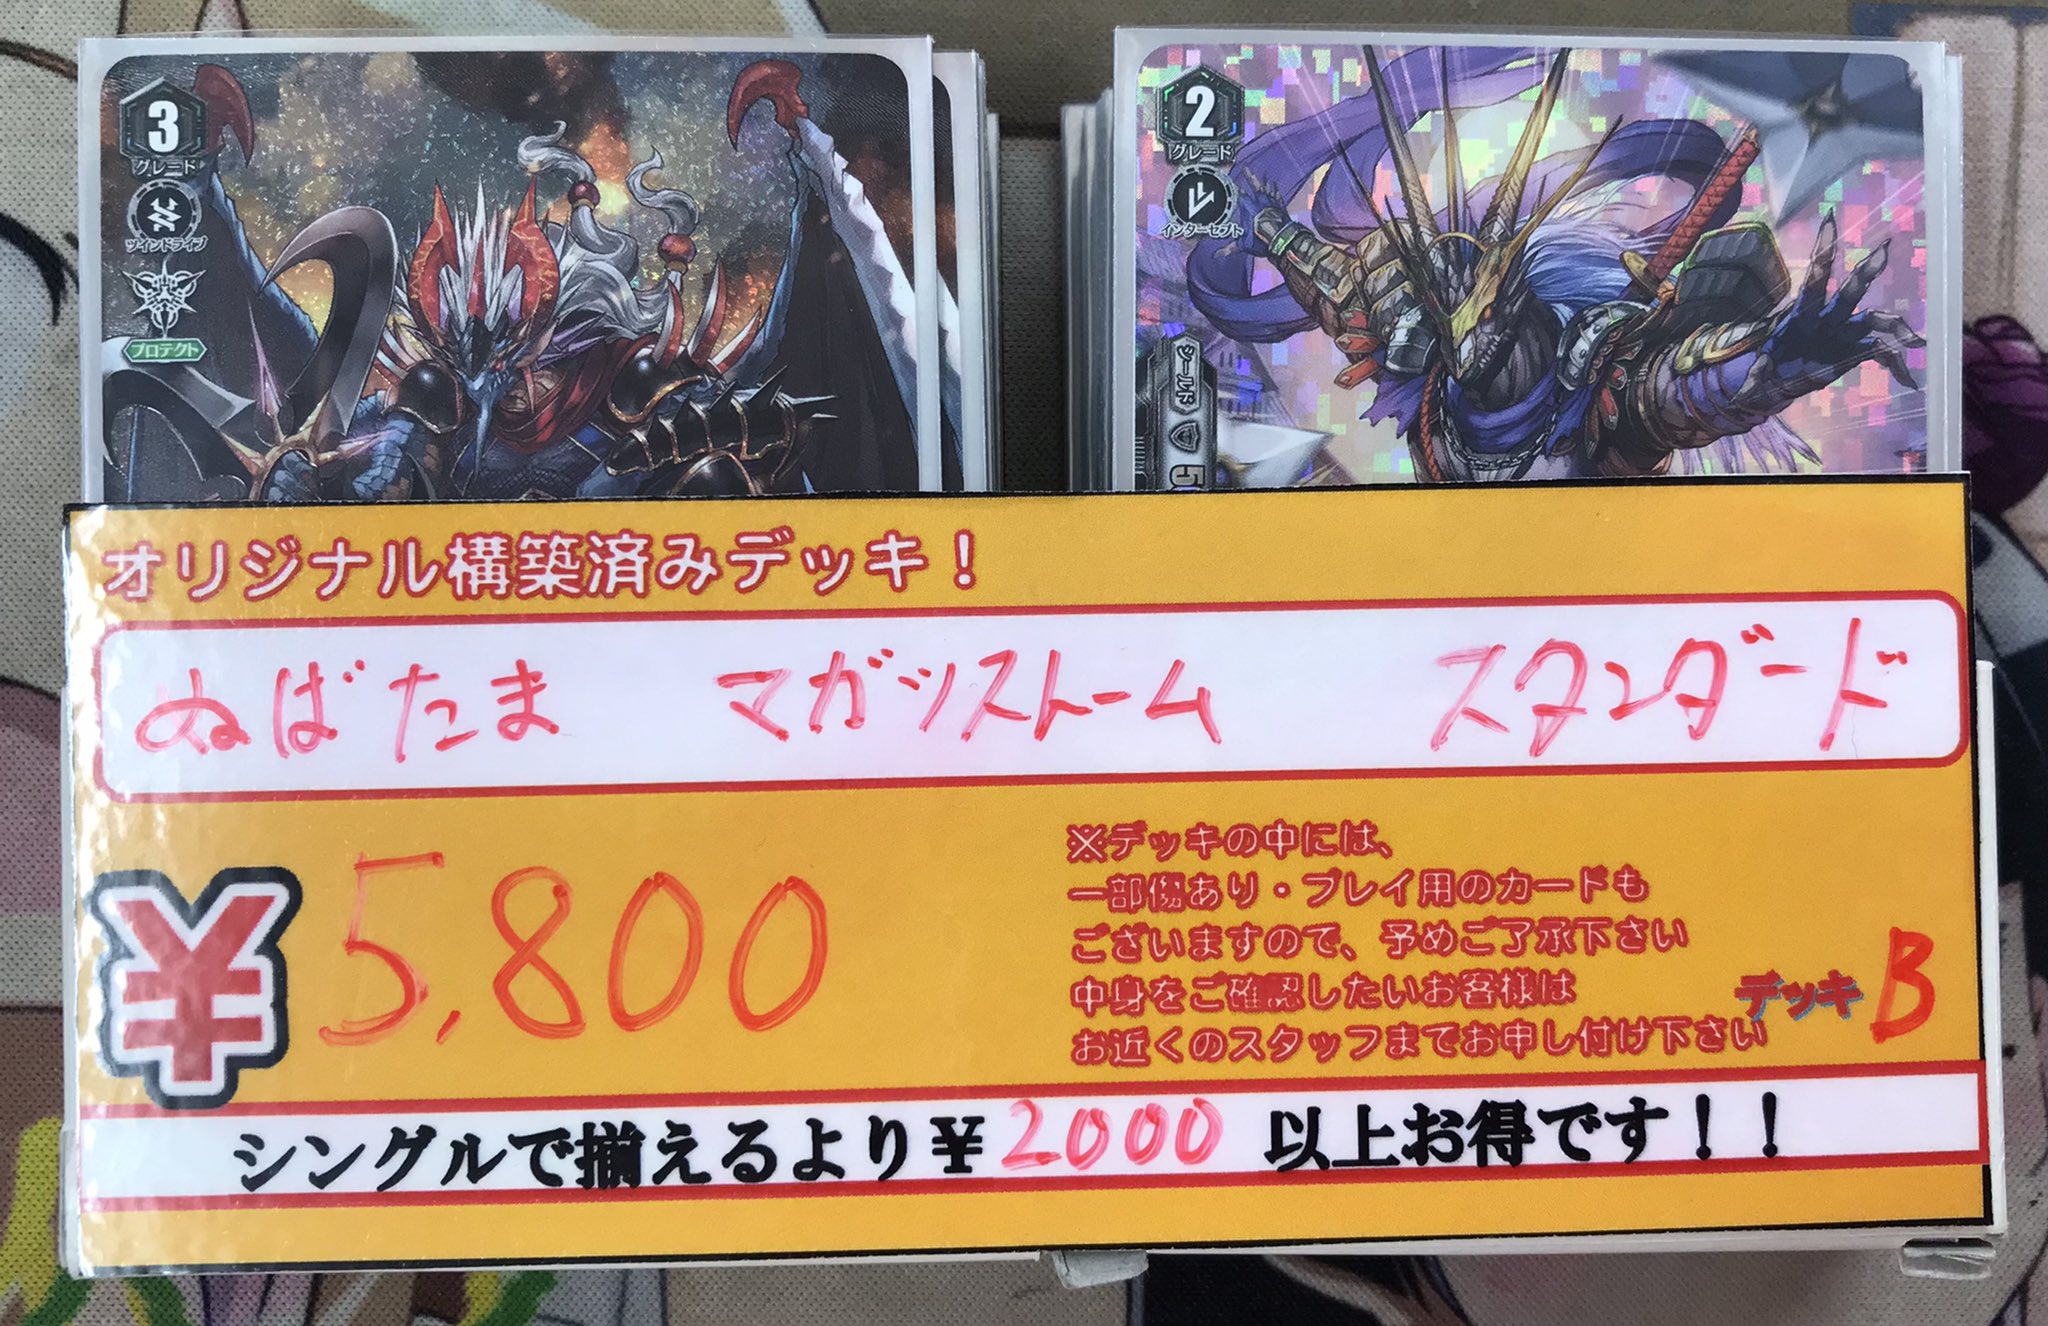 3
グレード
ツインドライブ
プロテクト
2
グレード
インターセプト
シールド
オリジナル構築済みデッキ！
ぬばたま マガツストーム スタンダード
¥5,800
※デッキの中には、
一部傷あり・プレイ用のカードも
ございますので、予めご了承下さい
中身をご確認したいお客様は
お近くのスタッフまでお申し付け下さい
デッキB
シングルで揃えるより¥2000以上お得です！！